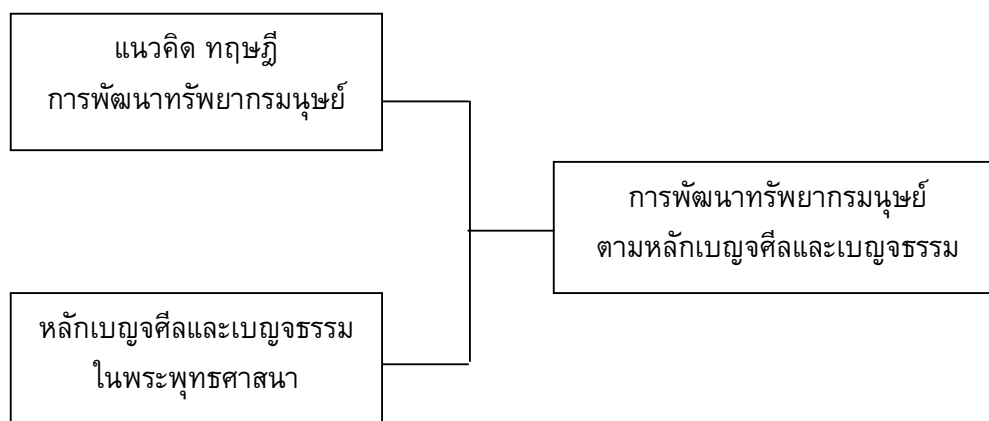 แนวคิด ทฤษฎี
การพัฒนาทรัพยากรมนุษย์
หลักเบญจศีลและเบญจธรรม
ในพระพุทธศาสนา
การพัฒนาทรัพยากรมนุษย์
ตามหลักเบญจศีลและเบญจธรรม